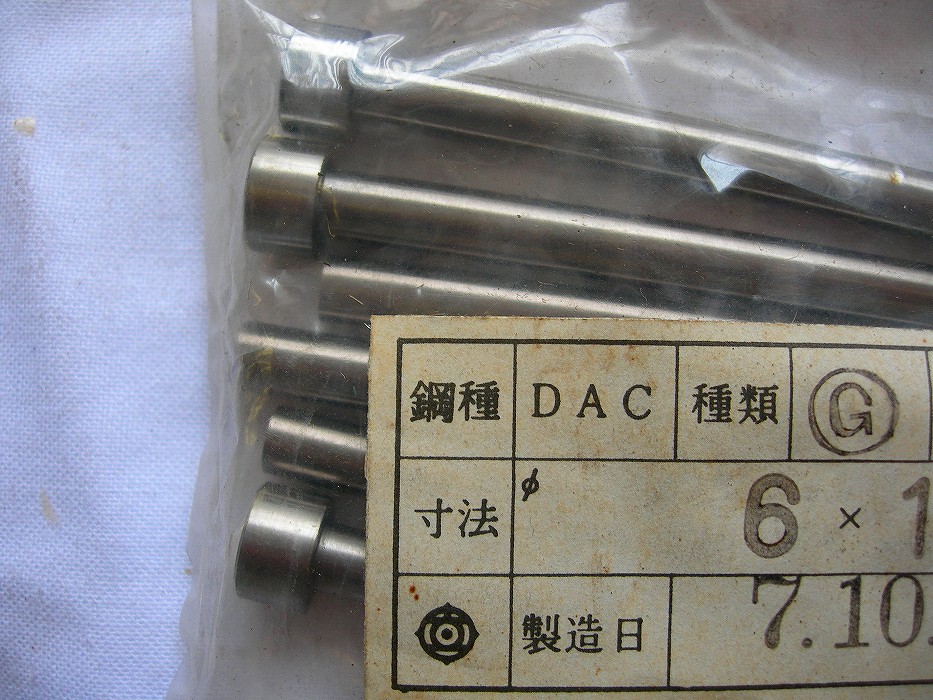 鋼種 DAC 種類 G
寸法 φ 6 × 1
製造日 7.10.